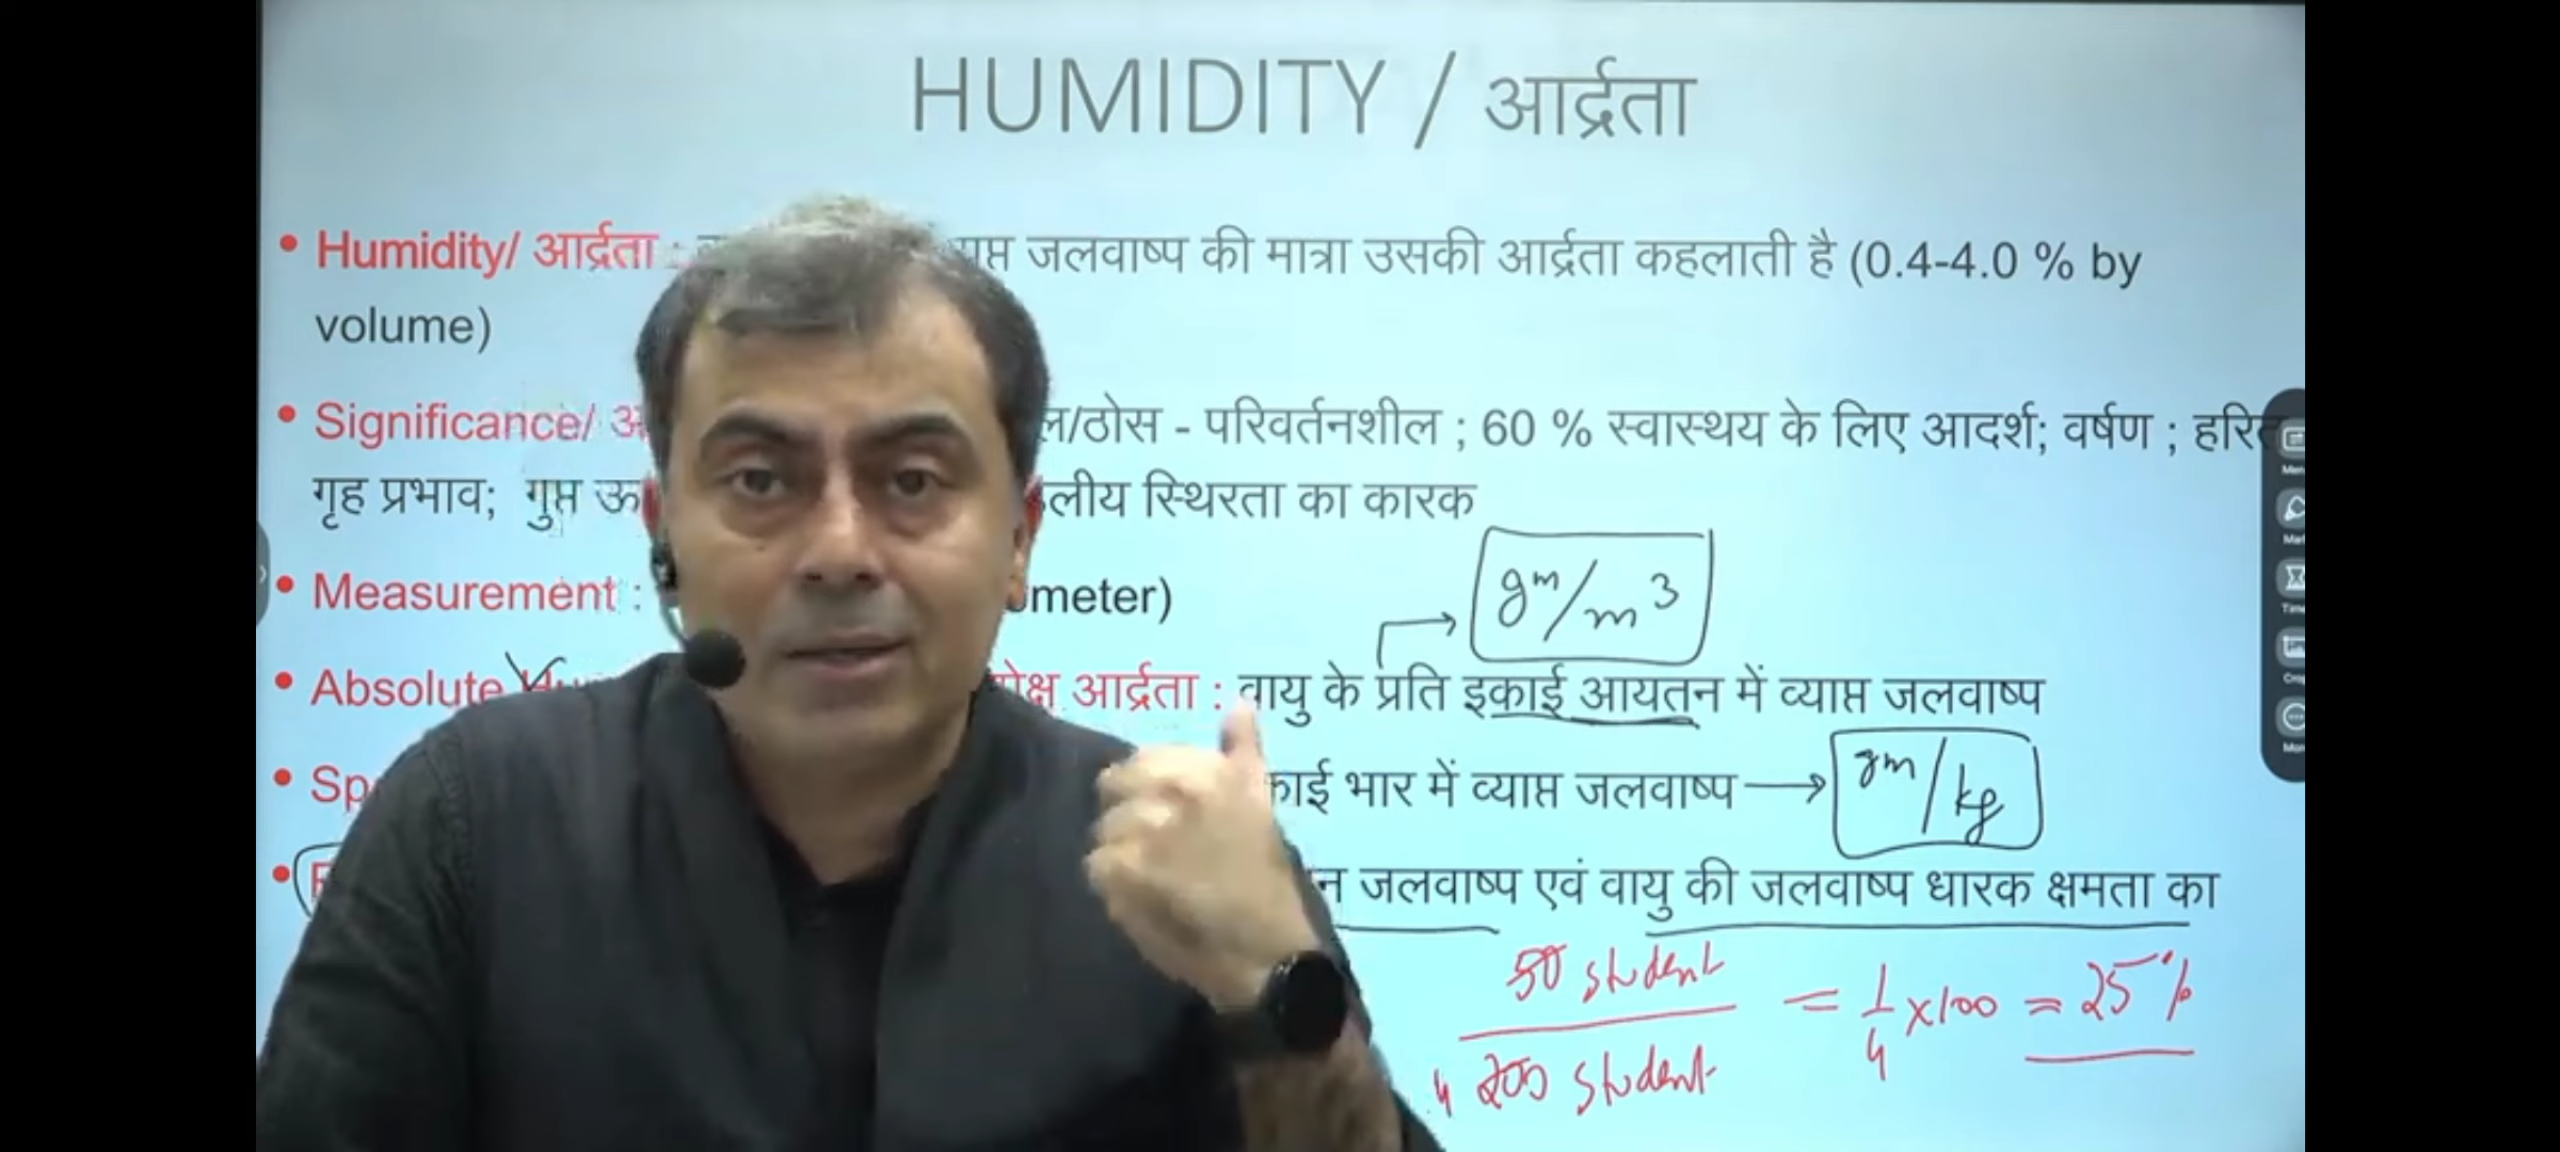 HUMIDITY / आर्द्रता
• Humidity/ आर्द्रता : जलवाष्प की मात्रा उसकी आर्द्रता कहलाती है (0.4-4.0 % by
volume)
• Significance/ /ठोस - परिवर्तनशील ; 60 % स्वास्थय के लिए आदर्श; वर्षण ;
गृह प्रभाव; गुप्त स्थिरता का कारक
gm/m³
• Measurement : meter)
• Absolute आर्द्रता : वायु के प्रति इकाई आयतन में व्याप्त जलवाष्प
• भार में व्याप्त जलवाष्प → gm/kg
• जलवाष्प एवं वायु की जलवाष्प धारक क्षमता का
50 student
4 200 student
= 1/4 x100 = 25%